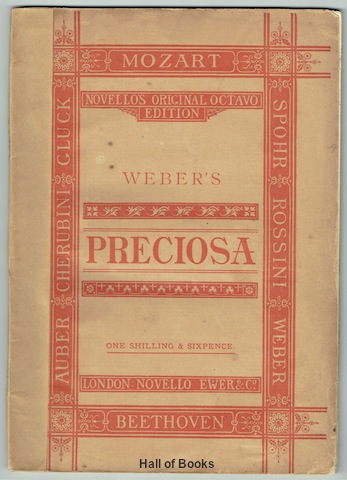 MOZART
NOVELLO'S ORIGINAL OCTAVO
EDITION
WEBER'S
PRECIOSA
ONE SHILLING & SIXPENCE.
LONDON: NOVELLO EWER & Co.
BEETHOVEN
AUBER CHERUBINI GLUCK
SPOHR ROSSINI WEBER
Hall of Books